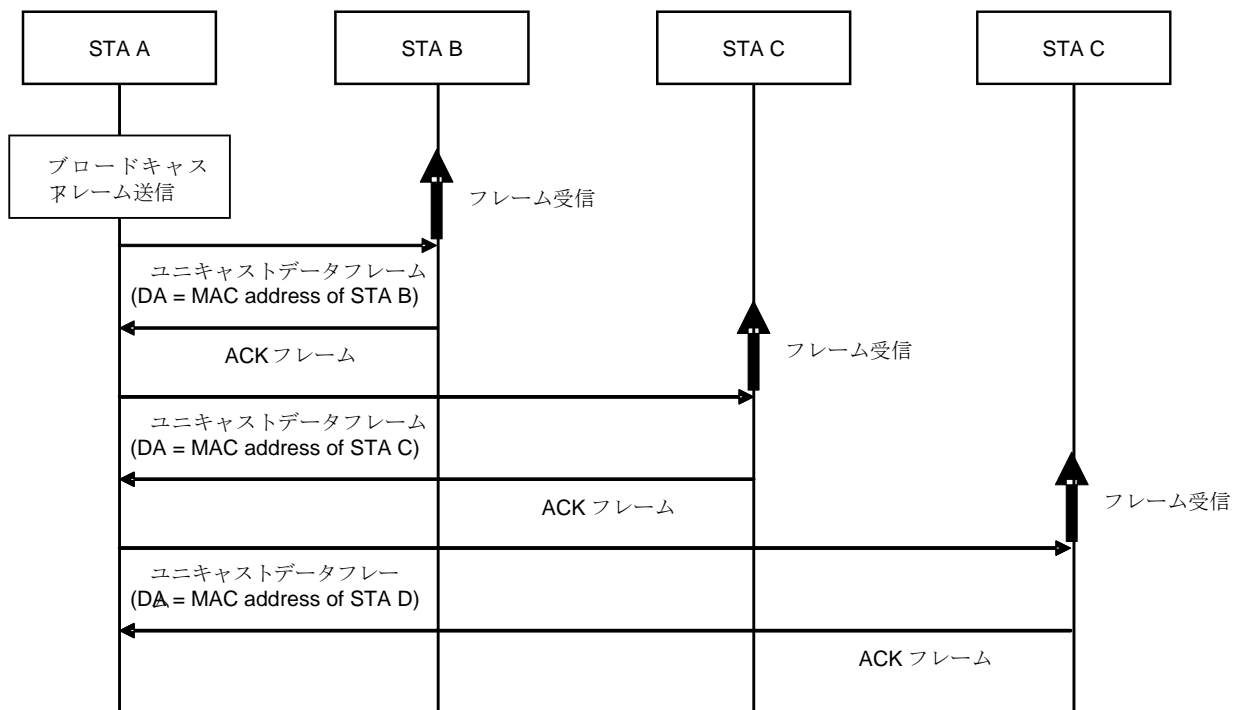 STA A
STA B
STA C
STA C
ブロードキャス
フレーム送信
フレーム受信
ユニキャストデータフレーム
(DA = MAC address of STA B)
ACK フレーム
フレーム受信
ユニキャストデータフレーム
(DA = MAC address of STA C)
ACK フレーム
フレーム受信
ユニキャストデータフレー
(DA = MAC address of STA D)
ACK フレーム